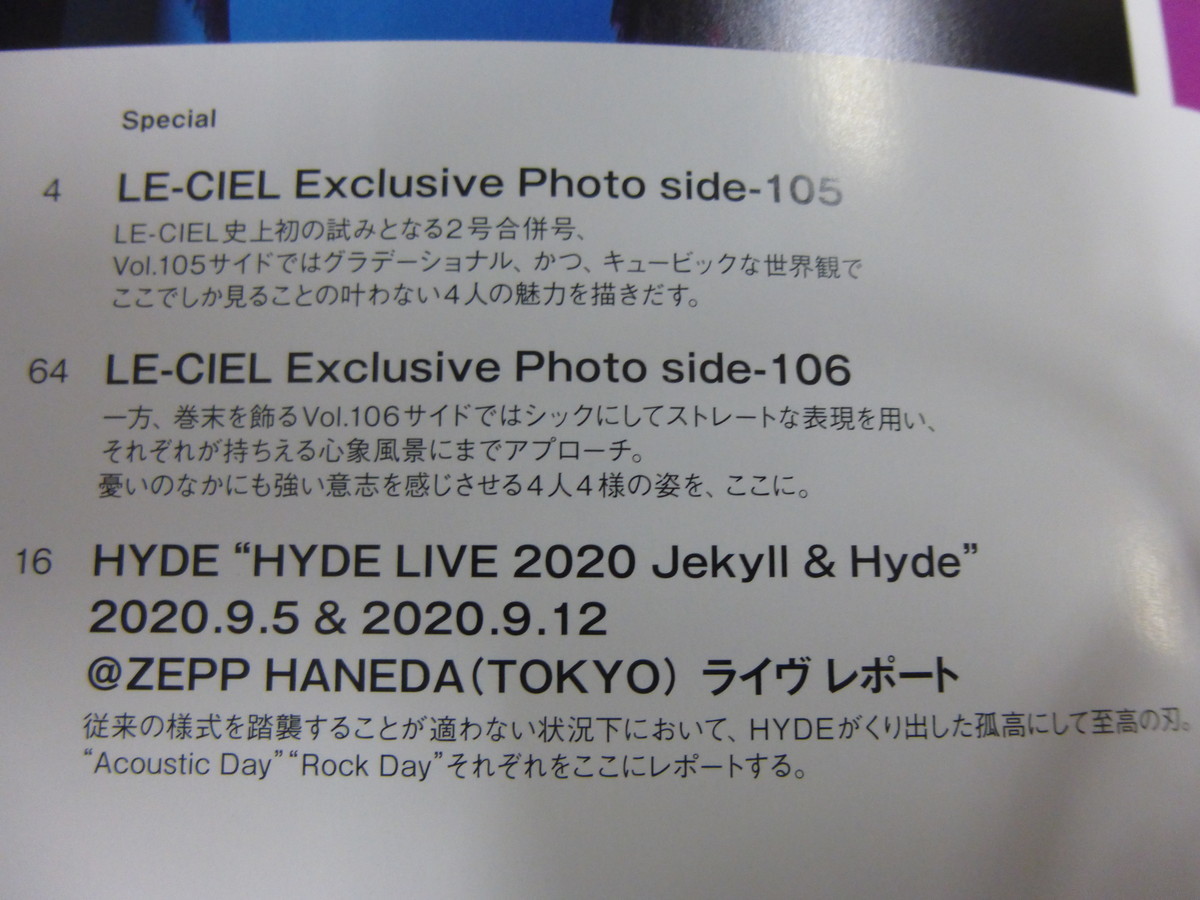 Special
4 LE-CIEL Exclusive Photo side-105
LE-CIEL史上初の試みとなる2号合併号、
Vol.105サイドではグラデーショナル、かつ、キュービックな世界観で
ここでしか見ることの叶わない4人の魅力を描きだす。
64 LE-CIEL Exclusive Photo side-106
一方、巻末を飾るVol.106サイドではシックにしてストレートな表現を用い、
それぞれが持ちえる心象風景にまでアプローチ。
憂いのなかにも強い意志を感じさせる4人4様の姿を、ここに。
16 HYDE “HYDE LIVE 2020 Jekyll & Hyde”
2020.9.5 & 2020.9.12
@ZEPP HANEDA(TOKYO) ライヴ レポート
従来の様式を踏襲することが適わない状況下において、HYDEがくり出した孤高にして至高の刃。
“Acoustic Day”“Rock Day”それぞれをここにレポートする。